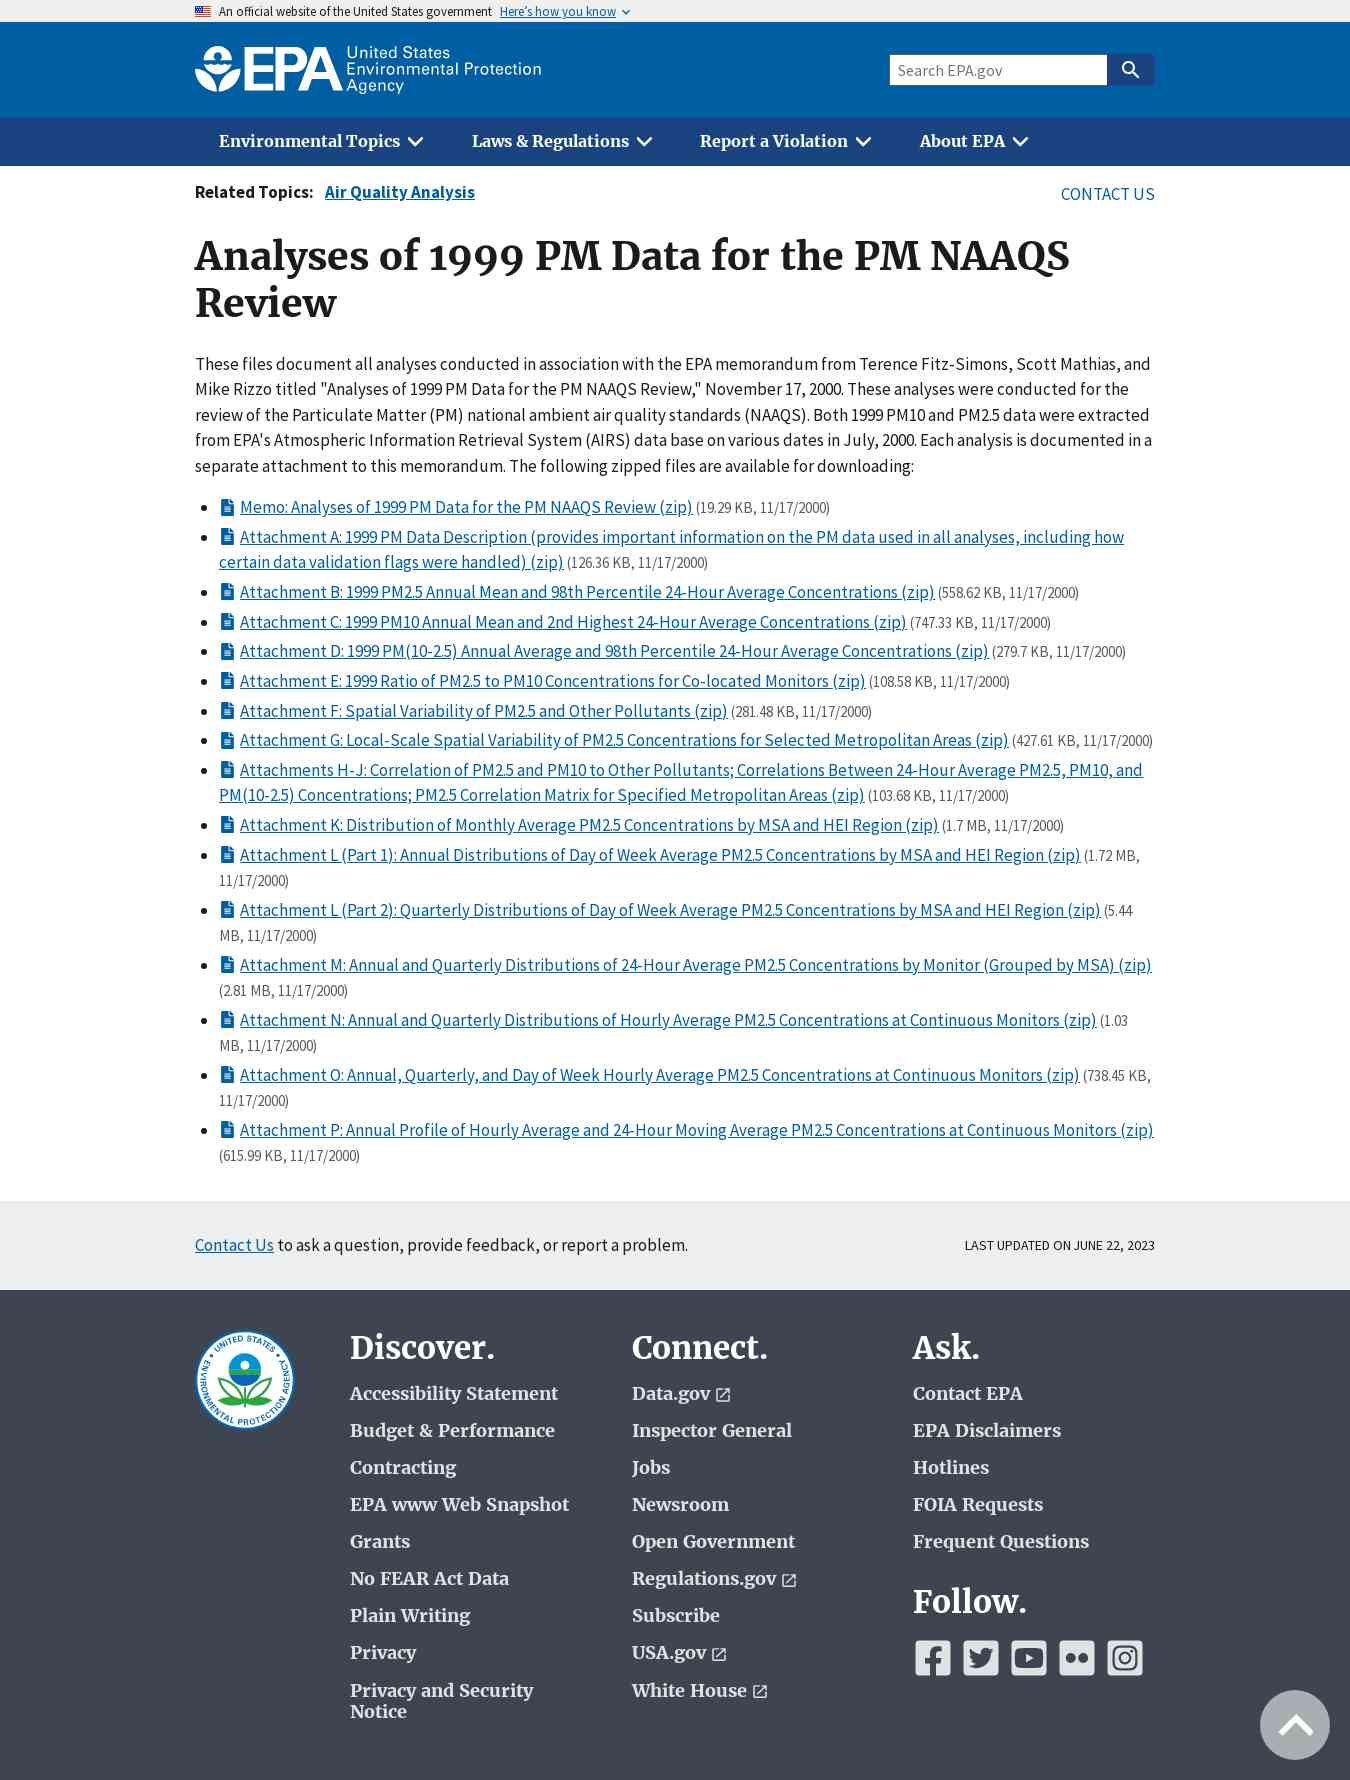 An official website of the United States government Here’s how you know
EPA United States
Environmental Protection
Agency
Search EPA.gov
Environmental Topics Laws & Regulations Report a Violation About EPA
Related Topics: Air Quality Analysis CONTACT US
Analyses of 1999 PM Data for the PM NAAQS
Review
These files document all analyses conducted in association with the EPA memorandum from Terence Fitz-Simons, Scott Mathias, and
Mike Rizzo titled "Analyses of 1999 PM Data for the PM NAAQS Review," November 17, 2000. These analyses were conducted for the
review of the Particulate Matter (PM) national ambient air quality standards (NAAQS). Both 1999 PM10 and PM2.5 data were extracted
from EPA's Atmospheric Information Retrieval System (AIRS) data base on various dates in July, 2000. Each analysis is documented in a
separate attachment to this memorandum. The following zipped files are available for downloading:
Memo: Analyses of 1999 PM Data for the PM NAAQS Review (zip) (19.29 KB, 11/17/2000)
Attachment A: 1999 PM Data Description (provides important information on the PM data used in all analyses, including how
certain data validation flags were handled) (zip) (126.36 KB, 11/17/2000)
Attachment B: 1999 PM2.5 Annual Mean and 98th Percentile 24-Hour Average Concentrations (zip) (558.62 KB, 11/17/2000)
Attachment C: 1999 PM10 Annual Mean and 2nd Highest 24-Hour Average Concentrations (zip) (747.33 KB, 11/17/2000)
Attachment D: 1999 PM(10-2.5) Annual Average and 98th Percentile 24-Hour Average Concentrations (zip) (279.7 KB, 11/17/2000)
Attachment E: 1999 Ratio of PM2.5 to PM10 Concentrations for Co-located Monitors (zip) (108.58 KB, 11/17/2000)
Attachment F: Spatial Variability of PM2.5 and Other Pollutants (zip) (281.48 KB, 11/17/2000)
Attachment G: Local-Scale Spatial Variability of PM2.5 Concentrations for Selected Metropolitan Areas (zip) (427.61 KB, 11/17/2000)
Attachments H-J: Correlation of PM2.5 and PM10 to Other Pollutants; Correlations Between 24-Hour Average PM2.5, PM10, and
PM(10-2.5) Concentrations; PM2.5 Correlation Matrix for Specified Metropolitan Areas (zip) (103.68 KB, 11/17/2000)
Attachment K: Distribution of Monthly Average PM2.5 Concentrations by MSA and HEI Region (zip) (1.7 MB, 11/17/2000)
Attachment L (Part 1): Annual Distributions of Day of Week Average PM2.5 Concentrations by MSA and HEI Region (zip) (1.72 MB,
11/17/2000)
Attachment L (Part 2): Quarterly Distributions of Day of Week Average PM2.5 Concentrations by MSA and HEI Region (zip) (5.44
MB, 11/17/2000)
Attachment M: Annual and Quarterly Distributions of 24-Hour Average PM2.5 Concentrations by Monitor (Grouped by MSA) (zip)
(2.81 MB, 11/17/2000)
Attachment N: Annual and Quarterly Distributions of Hourly Average PM2.5 Concentrations at Continuous Monitors (zip) (1.03
MB, 11/17/2000)
Attachment O: Annual, Quarterly, and Day of Week Hourly Average PM2.5 Concentrations at Continuous Monitors (zip) (738.45 KB,
11/17/2000)
Attachment P: Annual Profile of Hourly Average and 24-Hour Moving Average PM2.5 Concentrations at Continuous Monitors (zip)
(615.99 KB, 11/17/2000)
Contact Us to ask a question, provide feedback, or report a problem. LAST UPDATED ON JUNE 22, 2023
UNITED STATES ENVIRONMENTAL PROTECTION AGENCY
Discover.
Accessibility Statement
Budget & Performance
Contracting
EPA www Web Snapshot
Grants
No FEAR Act Data
Plain Writing
Privacy
Privacy and Security
Notice
Connect.
Data.gov
Inspector General
Jobs
Newsroom
Open Government
Regulations.gov
Subscribe
USA.gov
White House
Ask.
Contact EPA
EPA Disclaimers
Hotlines
FOIA Requests
Frequent Questions
Follow.